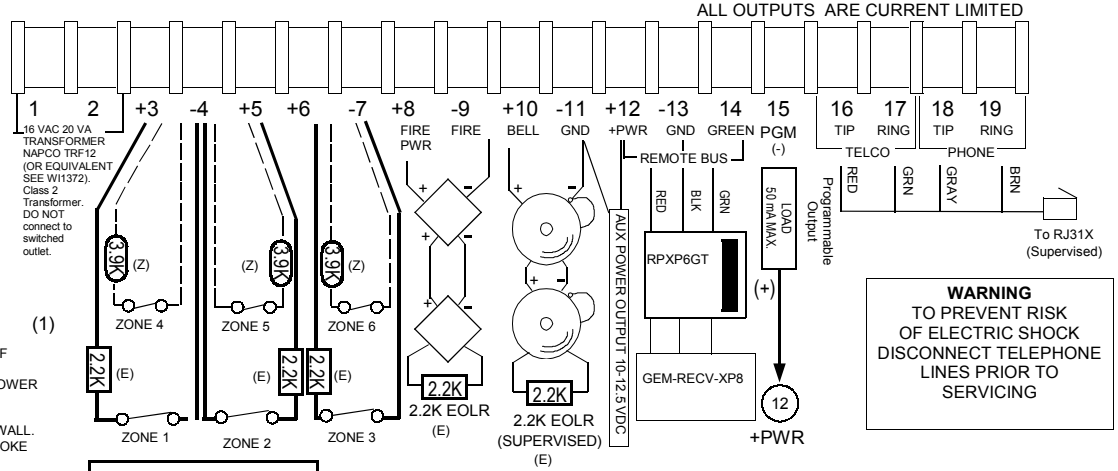 ALL OUTPUTS ARE CURRENT LIMITED
1 2 +3 -4 +5 +6 -7 +8 -9 +10 -11 +12 -13 14 15 16 17 18 19
FIRE PWR
FIRE
BELL
GND
+PWR
GND
GREEN
PGM
(-)
TIP
RING
TIP
RING
REMOTE BUS
TELCO
PHONE
16 VAC 20 VA
TRANSFORMER
NAPCO TRF12
(OR EQUIVALENT
SEE WI1372).
Class 2
Transformer.
DO NOT
connect to
switched
outlet.
+ -
+ -
+ -
+ -
+ -
+ -
RED
BLK
GRN
LOAD
50 mA MAX.
Programmable
Output
RED
GRN
GRAY
BRN
To RJ31X
(Supervised)
3.9K
(Z)
(Z)
3.9K
3.9K
(Z)
ZONE 4
ZONE 5
ZONE 6
AUX POWER OUTPUT 10-12.5 VDC
RPXP6GT
(+)
(1)
F
OWER
WALL.
OKE
2.2K
(E)
(E)
2.2K
2.2K
(E)
ZONE 1
ZONE 2
ZONE 3
2.2K
2.2K EOLR
(E)
2.2K
2.2K EOLR
(SUPERVISED)
(E)
GEM-RECV-XP8
12
+PWR
WARNING
TO PREVENT RISK
OF ELECTRIC SHOCK
DISCONNECT TELEPHONE
LINES PRIOR TO
SERVICING